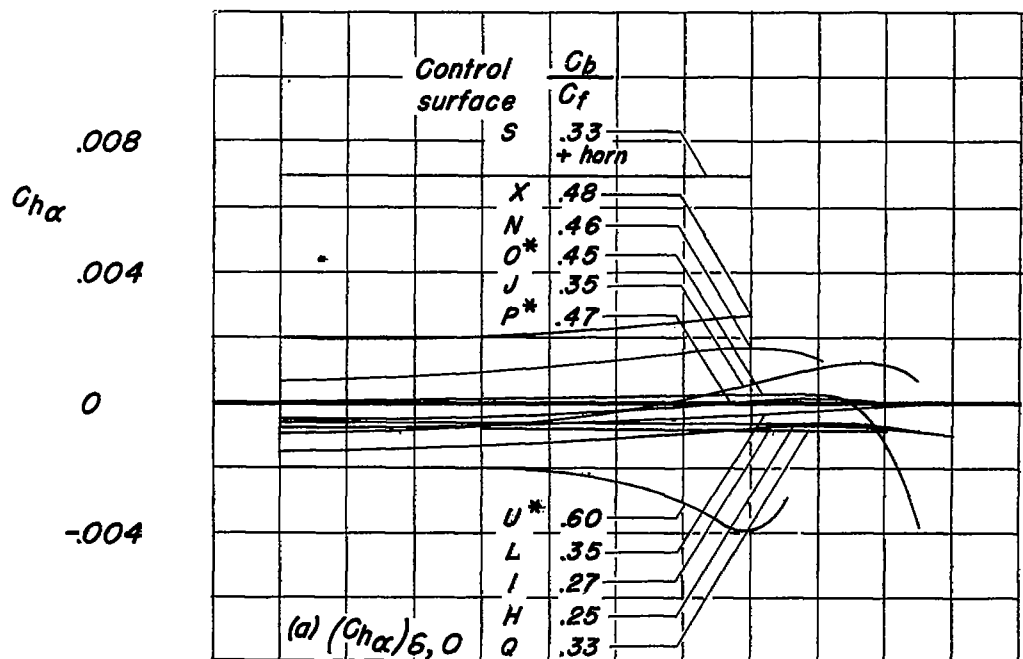 Control Cb
surface Cf
S .33
+ horn
.008
X .48
Chα
N .46
O* .45
.004
J .35
P* .47
0
U* .60
-.004
L .35
I .27
H .25
(a) (Chα)δ,0
Q .33